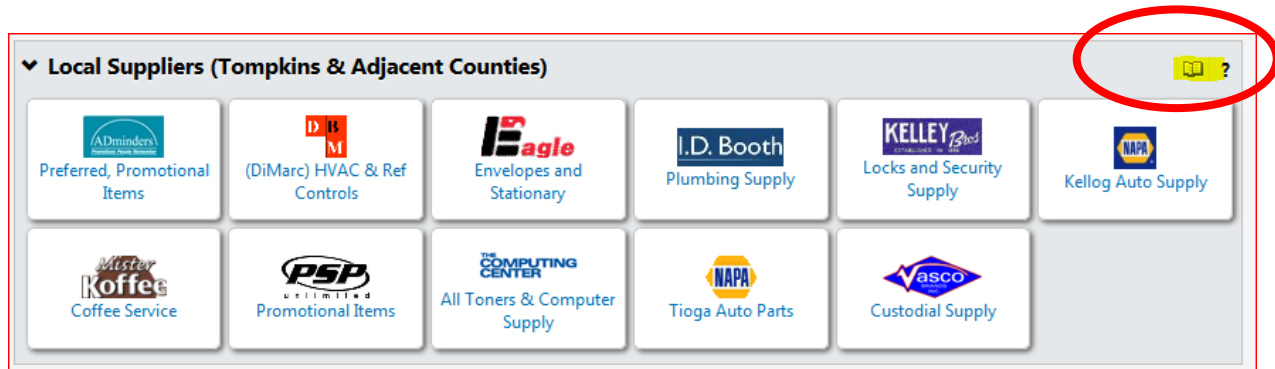 Local Suppliers (Tompkins & Adjacent Counties)
?
ADminders
Preferred, Promotional
Items
D B
M
(DiMarc) HVAC & Ref
Controls
Eagle
Envelopes and
Stationary
I.D. Booth
Plumbing Supply
KELLEY Bros
Locks and Security
Supply
NAPA
Kellog Auto Supply
Mister
Koffee
Coffee Service
PSP
unlimited
Promotional Items
THE
COMPUTING
CENTER
All Toners & Computer
Supply
NAPA
Tioga Auto Parts
Vasco
BRANDS
INC
Custodial Supply